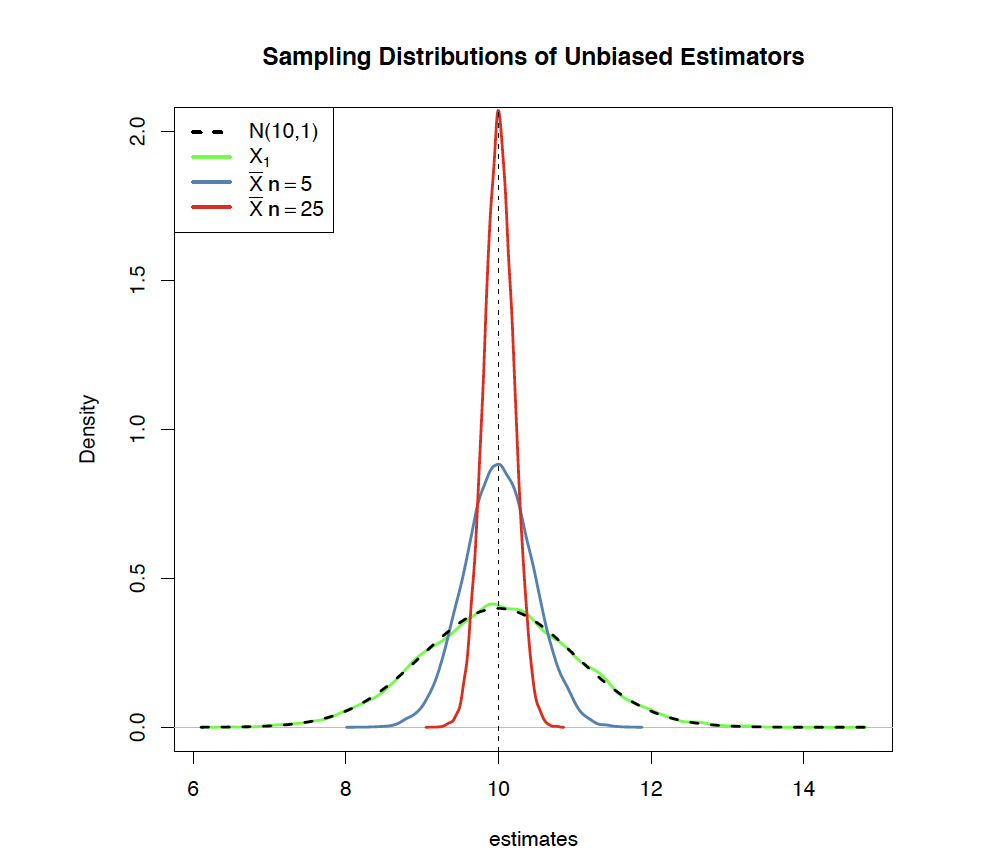 Sampling Distributions of Unbiased Estimators
N(10,1)
X₁
X̅ n = 5
X̅ n = 25
Density
2.0
1.5
1.0
0.5
0.0
6 8 10 12 14
estimates